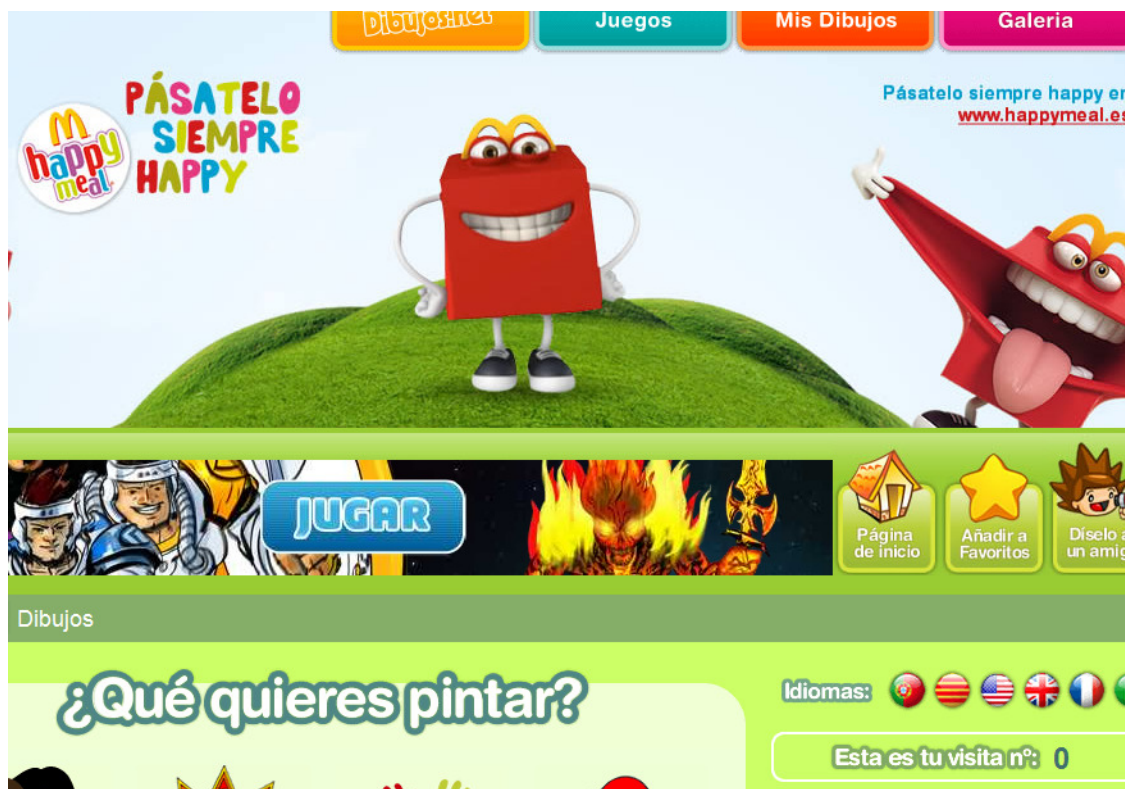 Dibujos.net
Juegos
Mis Dibujos
Galeria
PÁSATELO
SIEMPRE
HAPPY
happy
meal
Pásatelo siempre happy en
www.happymeal.es
JUGAR
Página
de inicio
Añadir a
Favoritos
Díselo a
un amig
Dibujos
¿Qué quieres pintar?
Idiomas:
Esta es tu visita nº: 0